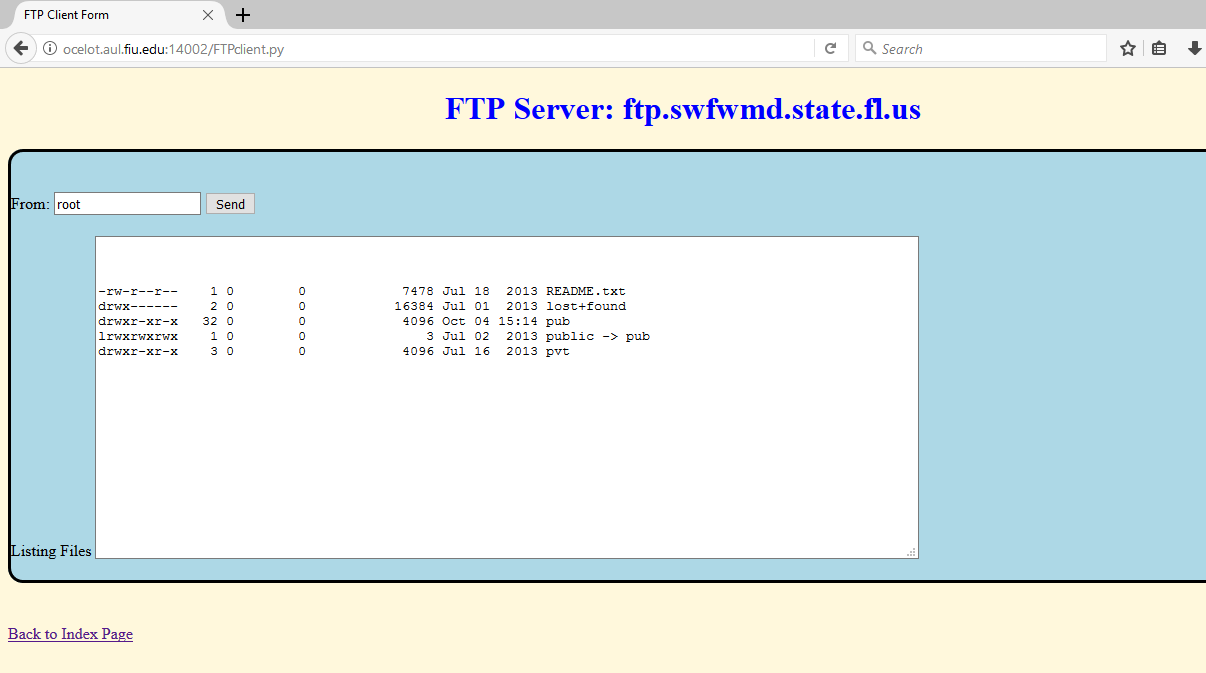 FTP Client Form
ocelot.aul.fiu.edu:14002/FTPclient.py
Search
FTP Server: ftp.swfwmd.state.fl.us
From: root Send
-rw-r--r-- 1 0 0 7478 Jul 18 2013 README.txt
drwx------ 2 0 0 16384 Jul 01 2013 lost+found
drwxr-xr-x 32 0 0 4096 Oct 04 15:14 pub
lrwxrwxrwx 1 0 0 3 Jul 02 2013 public -> pub
drwxr-xr-x 3 0 0 4096 Jul 16 2013 pvt
Listing Files
Back to Index Page